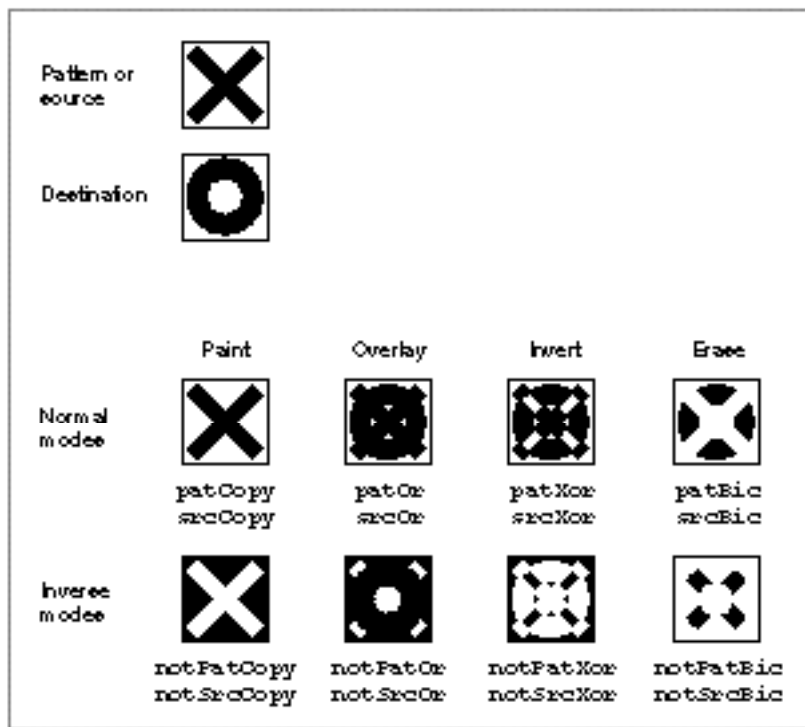 Pattern or
source
Destination
Paint Overlay Invert Erase
Normal
modes
patCopy patOr patXor patBic
srcCopy srcOr srcXor srcBic
Inverse
modes
notPatCopy notPatOr notPatXor notPatBic
notSrcCopy notSrcOr notSrcXor notSrcBic